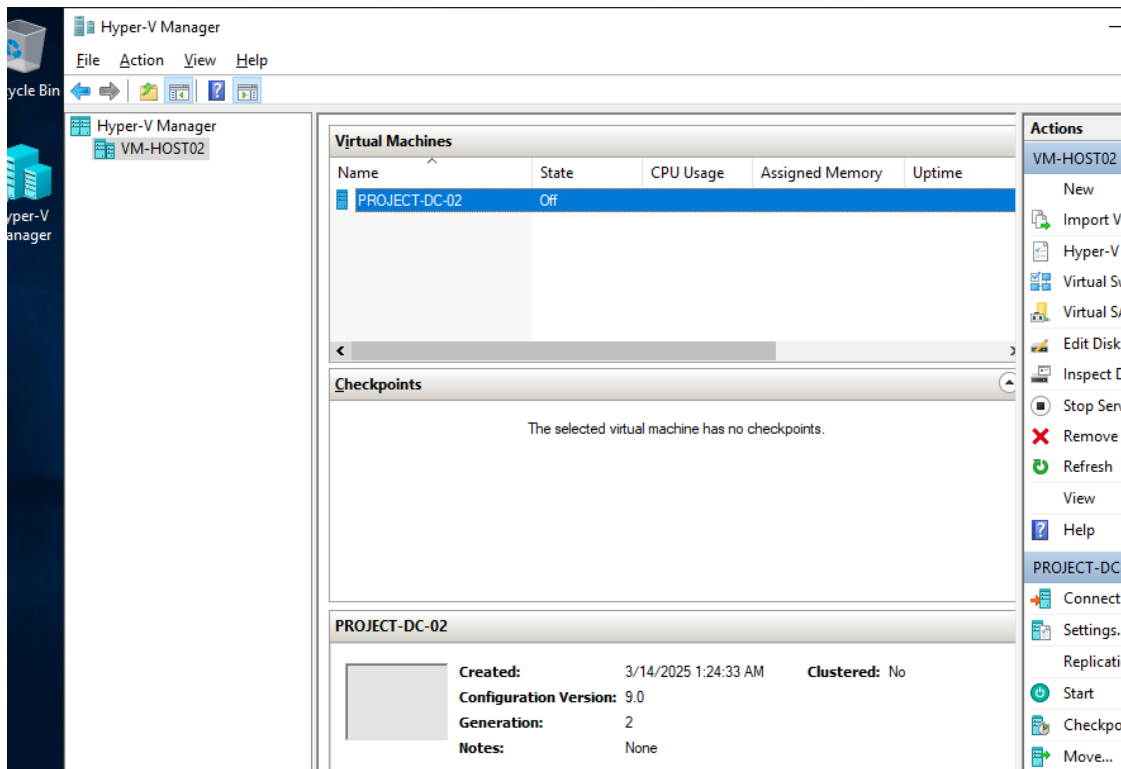 Hyper-V Manager
File Action View Help
ycle Bin
yper-V
anager
Hyper-V Manager
VM-HOST02
Virtual Machines
Name State CPU Usage Assigned Memory Uptime
PROJECT-DC-02 Off
Checkpoints
The selected virtual machine has no checkpoints.
PROJECT-DC-02
Created: 3/14/2025 1:24:33 AM Clustered: No
Configuration Version: 9.0
Generation: 2
Notes: None
Actions
VM-HOST02
New
Import V
Hyper-V
Virtual Sw
Virtual SA
Edit Disk
Inspect D
Stop Serv
Remove
Refresh
View
Help
PROJECT-DC
Connect
Settings..
Replicati
Start
Checkpo
Move...